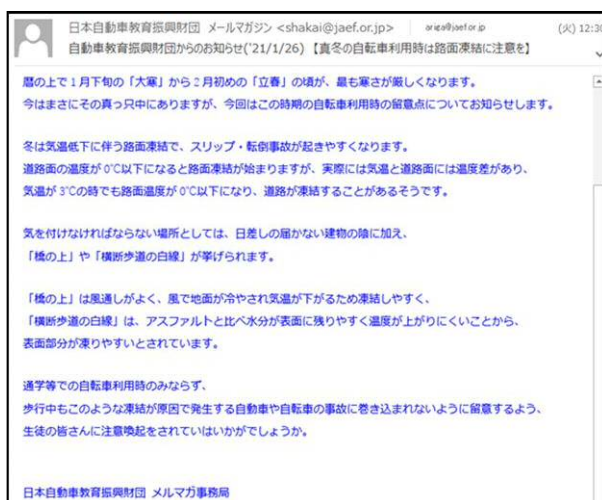 日本自動車教育振興財団 メールマガジン <shakai@jaef.or.jp> ariga@jaef.or.jp (火) 12:30
自動車教育振興財団からのお知らせ('21/1/26) 【真冬の自転車利用時は路面凍結に注意を】
暦の上で1月下旬の「大寒」から2月初めの「立春」の頃が、最も寒さが厳しくなります。
今はまさにその真っ只中にありますが、今回はこの時期の自転車利用時の留意点についてお知らせします。
冬は気温低下に伴う路面凍結で、スリップ・転倒事故が起きやすくなります。
道路面の温度が0℃以下になると路面凍結が始まりますが、実際には気温と道路面には温度差があり、
気温が3℃の時でも路面温度が0℃以下になり、道路が凍結することがあるそうです。
気を付けなければならない場所としては、日差しの届かない建物の陰に加え、
「橋の上」や「横断歩道の白線」が挙げられます。
「橋の上」は風通しがよく、風で地面が冷やされ気温が下がるため凍結しやすく、
「横断歩道の白線」は、アスファルトと比べ水分が表面に残りやすく温度が上がりにくいことから、
表面部分が凍りやすいとされています。
通学等での自転車利用時のみならず、
歩行中もこのような凍結が原因で発生する自動車や自転車の事故に巻き込まれないように留意するよう、
生徒の皆さんに注意喚起をされていはいかがでしょうか。
日本自動車教育振興財団 メルマガ事務局